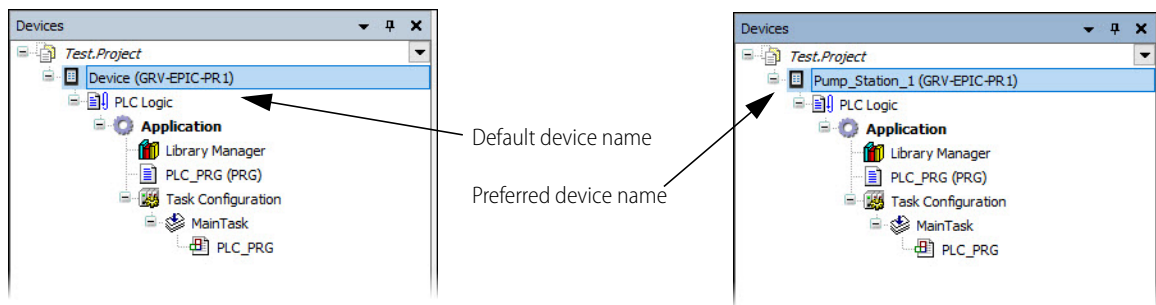 Devices
Test.Project
Device (GRV-EPIC-PR1)
PLC Logic
Application
Library Manager
PLC_PRG (PRG)
Task Configuration
MainTask
PLC_PRG
Default device name
Preferred device name
Devices
Test.Project
Pump_Station_1 (GRV-EPIC-PR1)
PLC Logic
Application
Library Manager
PLC_PRG (PRG)
Task Configuration
MainTask
PLC_PRG